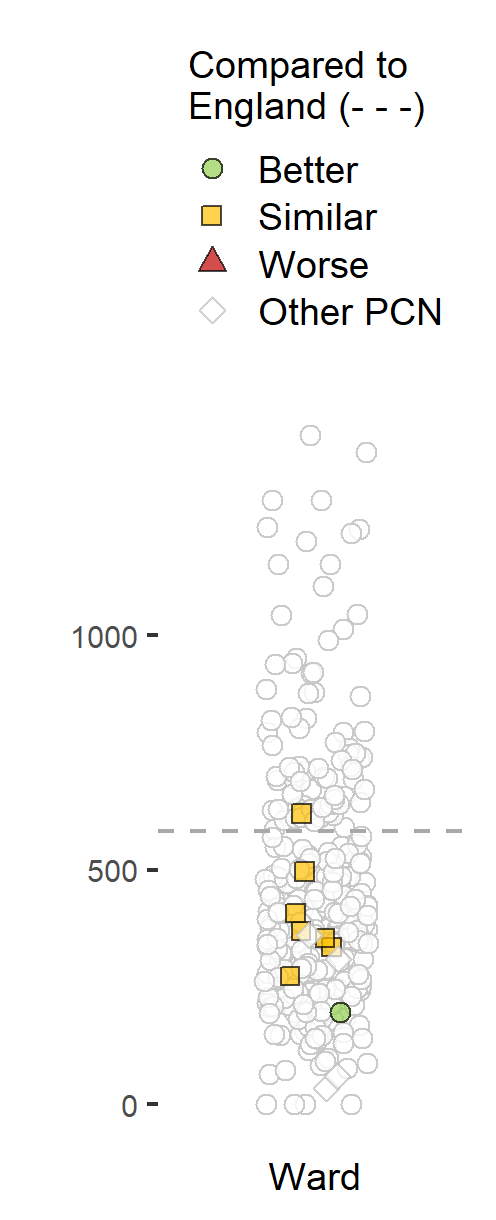 Compared to
England (- - -)
Better
Similar
Worse
Other PCN
1000
500
0
Ward